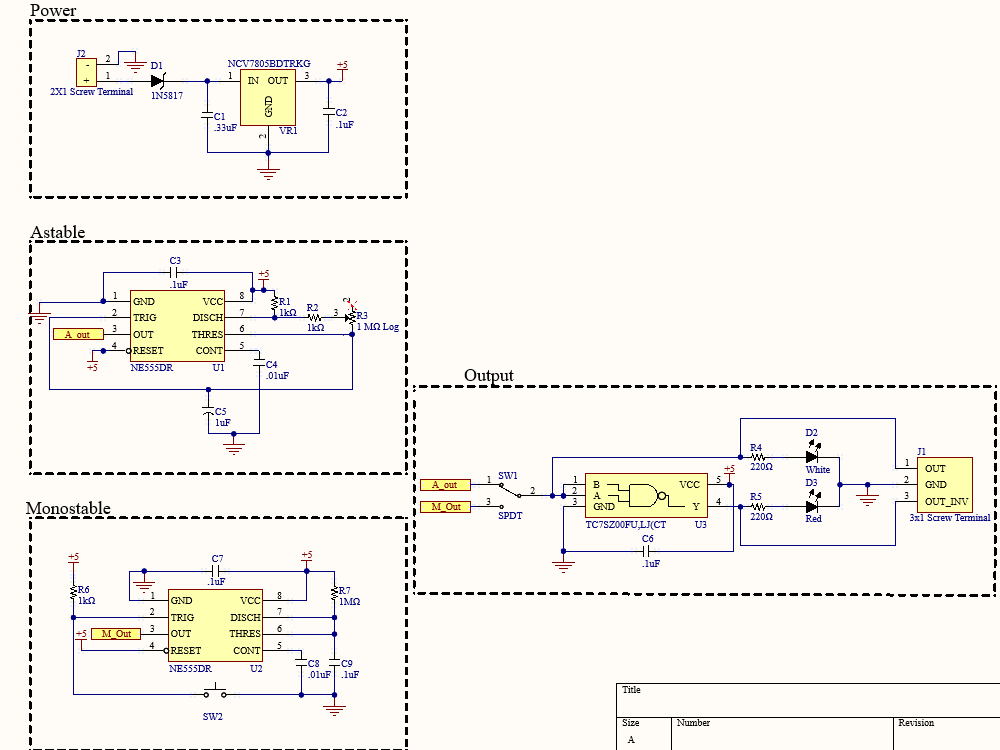 Power
J2
2
-
+
1
2X1 Screw Terminal
D1
1N5817
NCV7805BDTRKG
1
IN OUT
3
+5
GND
2
VR1
C1
.33uF
C2
.1uF
Astable
C3
.1uF
+5
1 GND VCC 8
2 TRIG DISCH 7
A_out 3 OUT THRES 6
4 RESET CONT 5
+5
NE555DR U1
R1
1kΩ
R2
1kΩ
3
2
R3
1 MΩ Log
C4
.01uF
C5
1uF
Monostable
C7
.1uF
+5
+5
R6
1kΩ
R7
1MΩ
1 GND VCC 8
2 TRIG DISCH 7
M_Out 3 OUT THRES 6
+5
4 RESET CONT 5
NE555DR U2
C8
.01uF
C9
.1uF
SW2
Output
A_out 1
M_Out 3
SW1
2
SPDT
1 B VCC 5
2 A
3 GND Y 4
+5
TC7SZ00FU,LJ(CT U3
C6
.1uF
R4
220Ω
D2
White
R5
220Ω
D3
Red
J1
1 OUT
2 GND
3 OUT_INV
3x1 Screw Terminal
Title
Size Number Revision
A